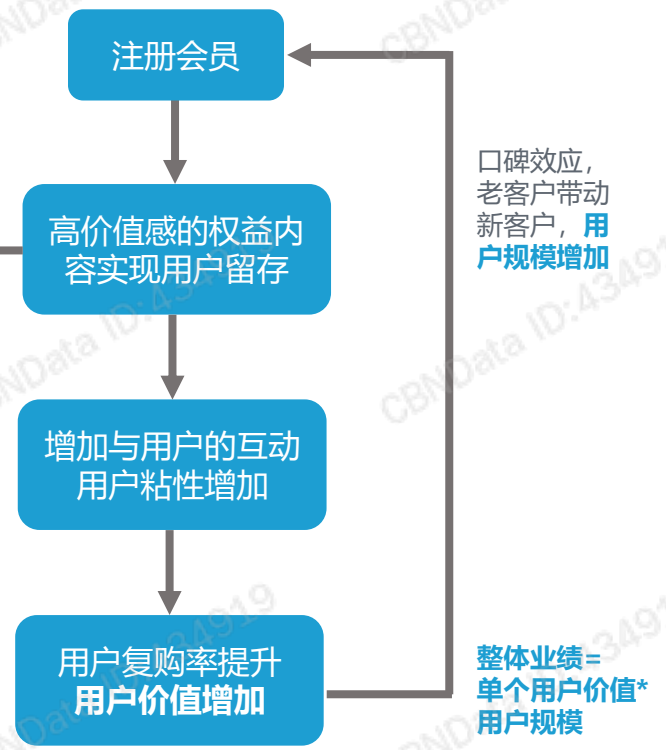 注册会员
高价值感的权益内
容实现用户留存
口碑效应，
老客户带动
新客户，用
户规模增加
增加与用户的互动
用户粘性增加
用户复购率提升
用户价值增加
整体业绩=
单个用户价值*
用户规模
CBNData ID:434919